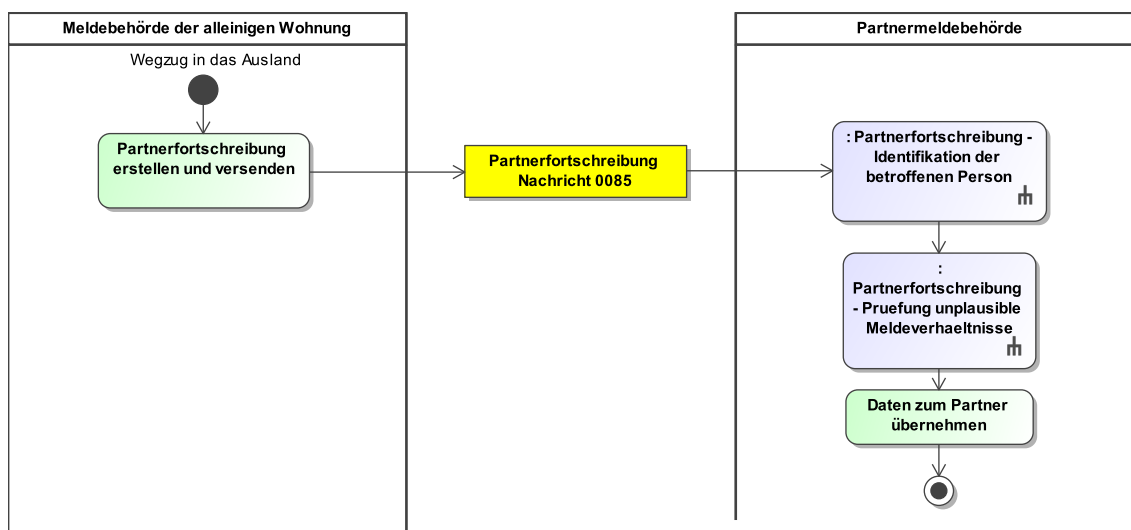 Meldebehörde der alleinigen Wohnung
Wegzug in das Ausland
Partnerfortschreibung
erstellen und versenden
Partnerfortschreibung
Nachricht 0085
Partnermeldebehörde
: Partnerfortschreibung -
Identifikation der
betroffenen Person
:
Partnerfortschreibung
- Pruefung unplausible
Meldeverhaeltnisse
Daten zum Partner
übernehmen